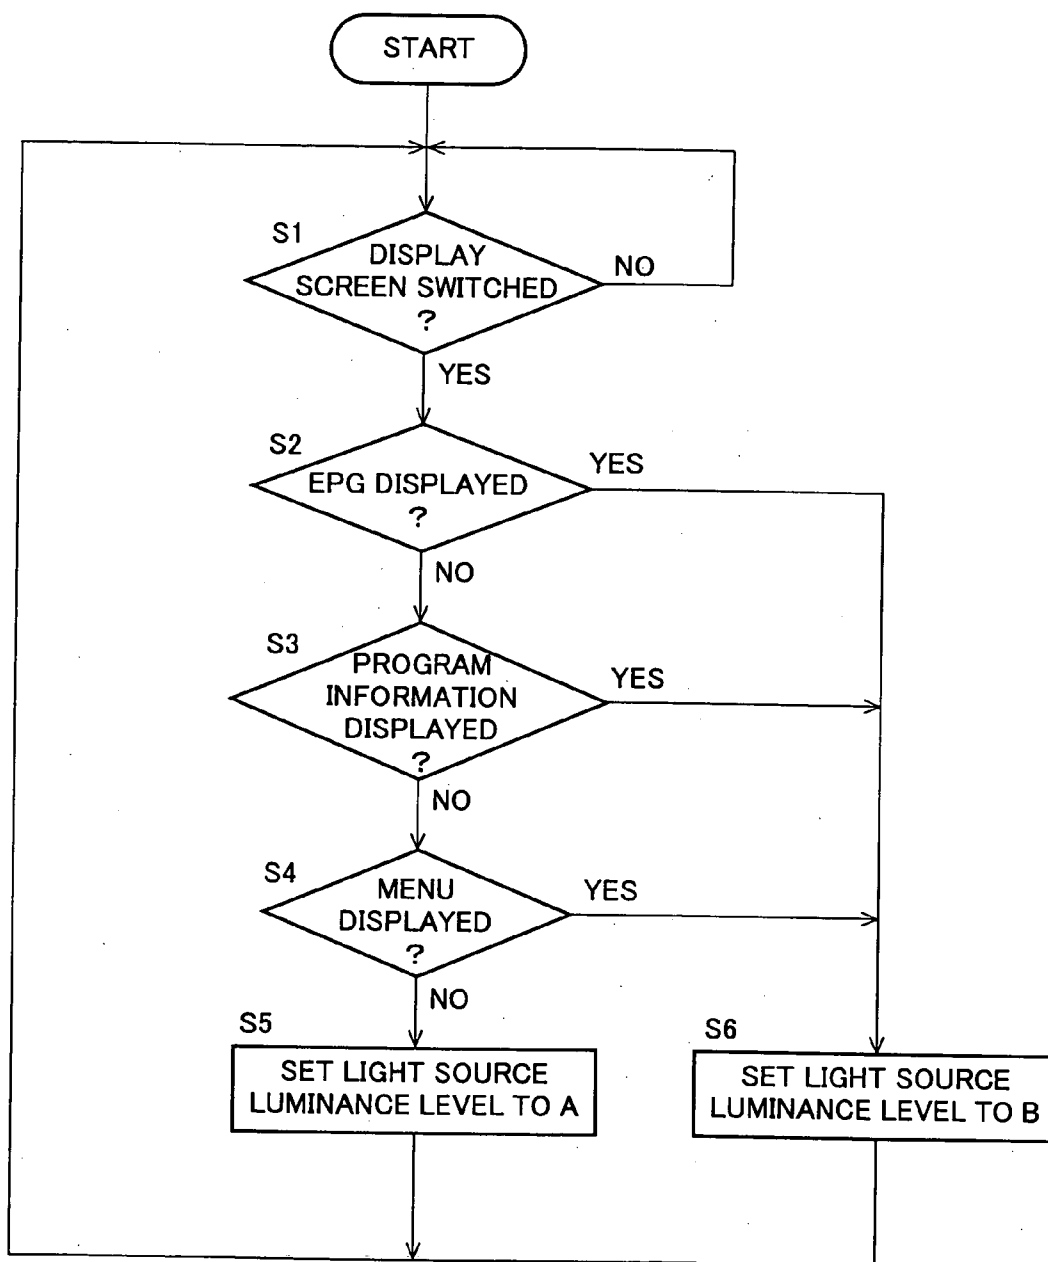 START
S1
DISPLAY
SCREEN SWITCHED
?
NO
YES
S2
EPG DISPLAYED
?
YES
NO
S3
PROGRAM
INFORMATION
DISPLAYED
?
YES
NO
S4
MENU
DISPLAYED
?
YES
NO
S5
SET LIGHT SOURCE
LUMINANCE LEVEL TO A
S6
SET LIGHT SOURCE
LUMINANCE LEVEL TO B